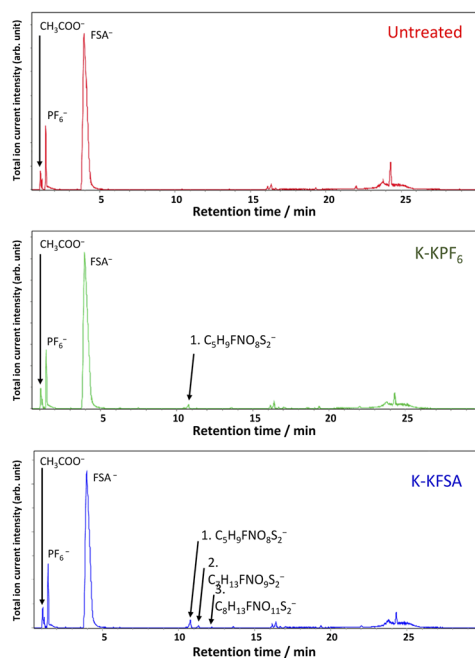 Total ion current intensity (arb. unit)
CH₃COO⁻
FSA⁻
Untreated
PF₆⁻
5 10 15 20 25
Retention time / min
Total ion current intensity (arb. unit)
CH₃COO⁻
FSA⁻
K-KPF₆
PF₆⁻
1. C₅H₉FNO₈S₂⁻
5 10 15 20 25
Retention time / min
Total ion current intensity (arb. unit)
CH₃COO⁻
FSA⁻
K-KFSA
PF₆⁻
1. C₅H₉FNO₈S₂⁻
2.
C₇H₁₃FNO₉S₂⁻
3.
C₈H₁₃FNO₁₁S₂⁻
5 10 15 20 25
Retention time / min